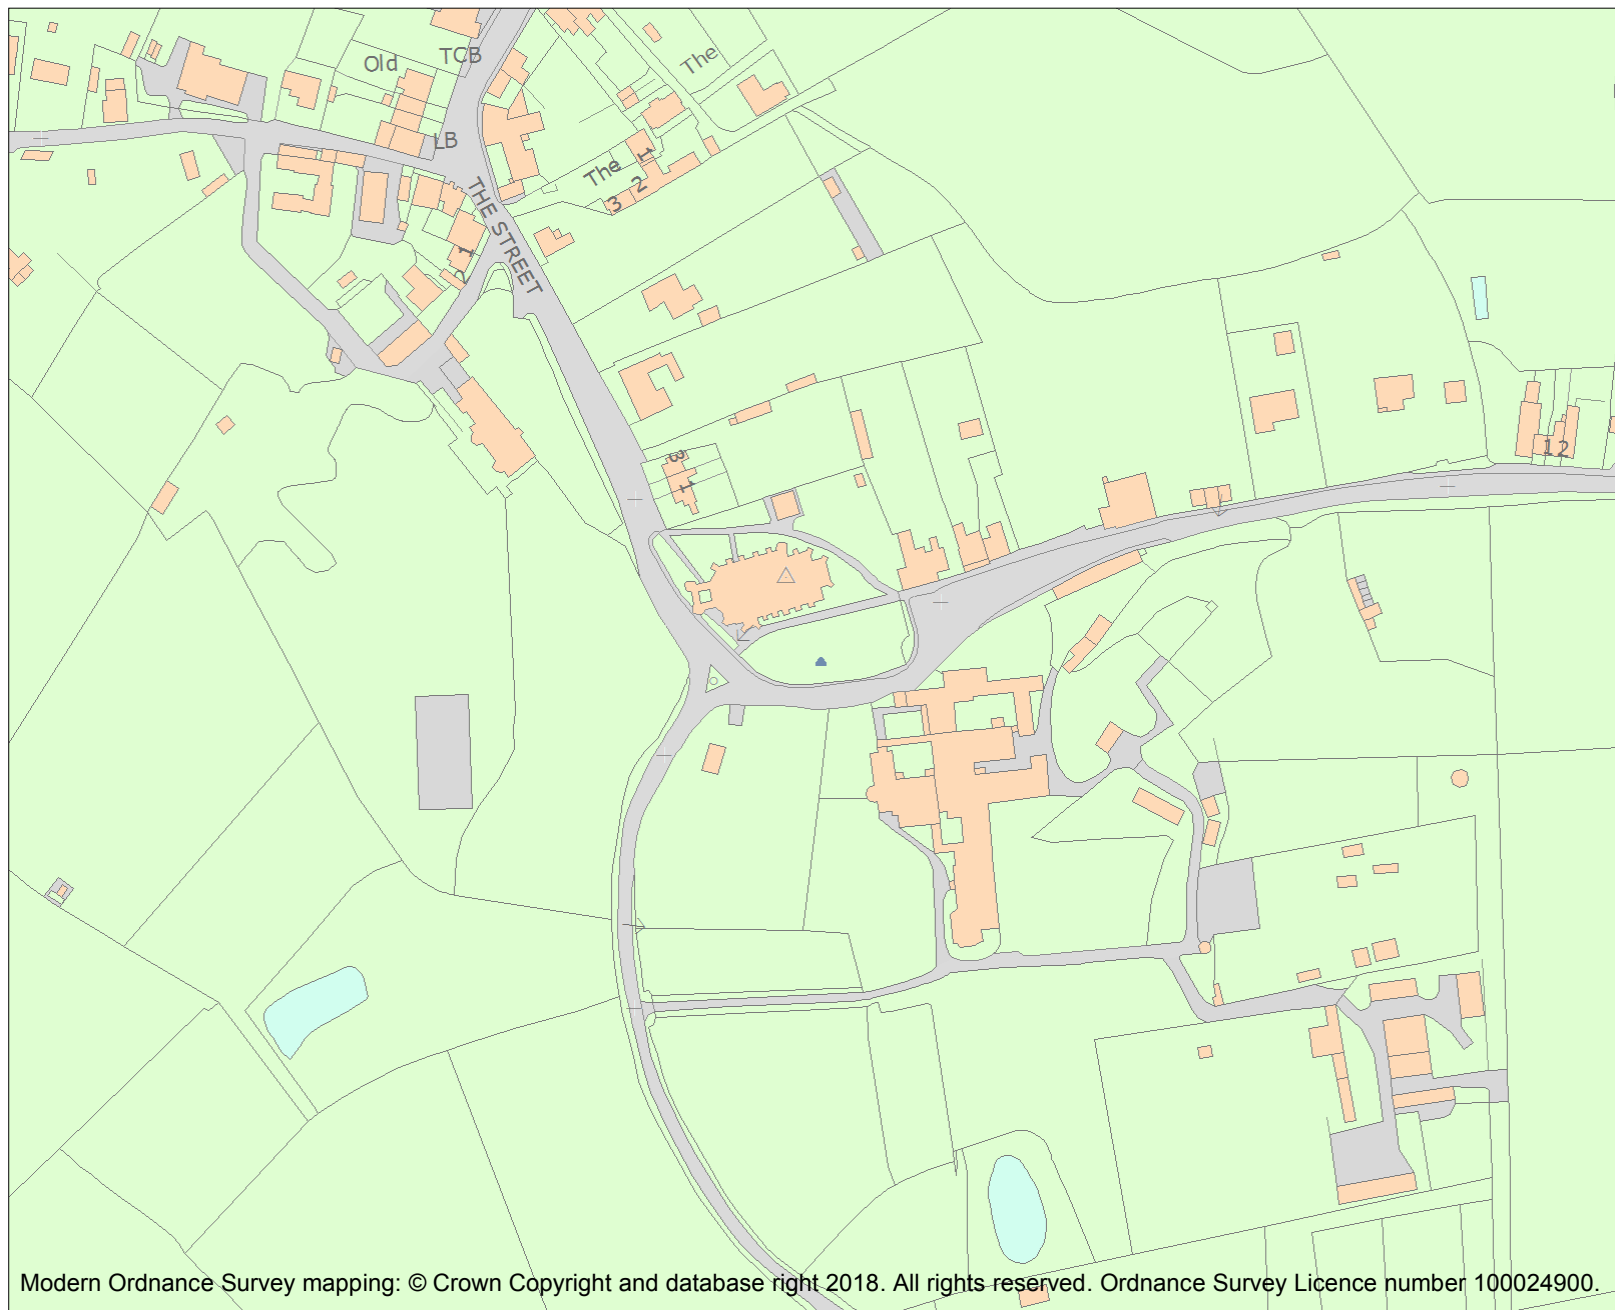 Old
TCB
The
LB
The
1
2
3
THE STREET
1
2
3
1
12
Modern Ordnance Survey mapping: © Crown Copyright and database right 2018. All rights reserved. Ordnance Survey Licence number 100024900.